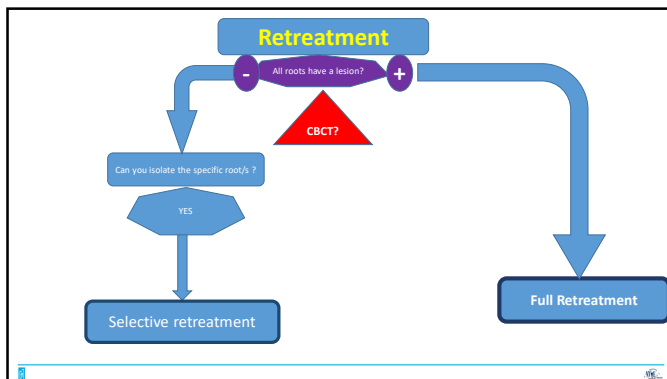 Retreatment
-
All roots have a lesion?
+
CBCT?
Can you isolate the specific root/s ?
YES
Selective retreatment
Full Retreatment